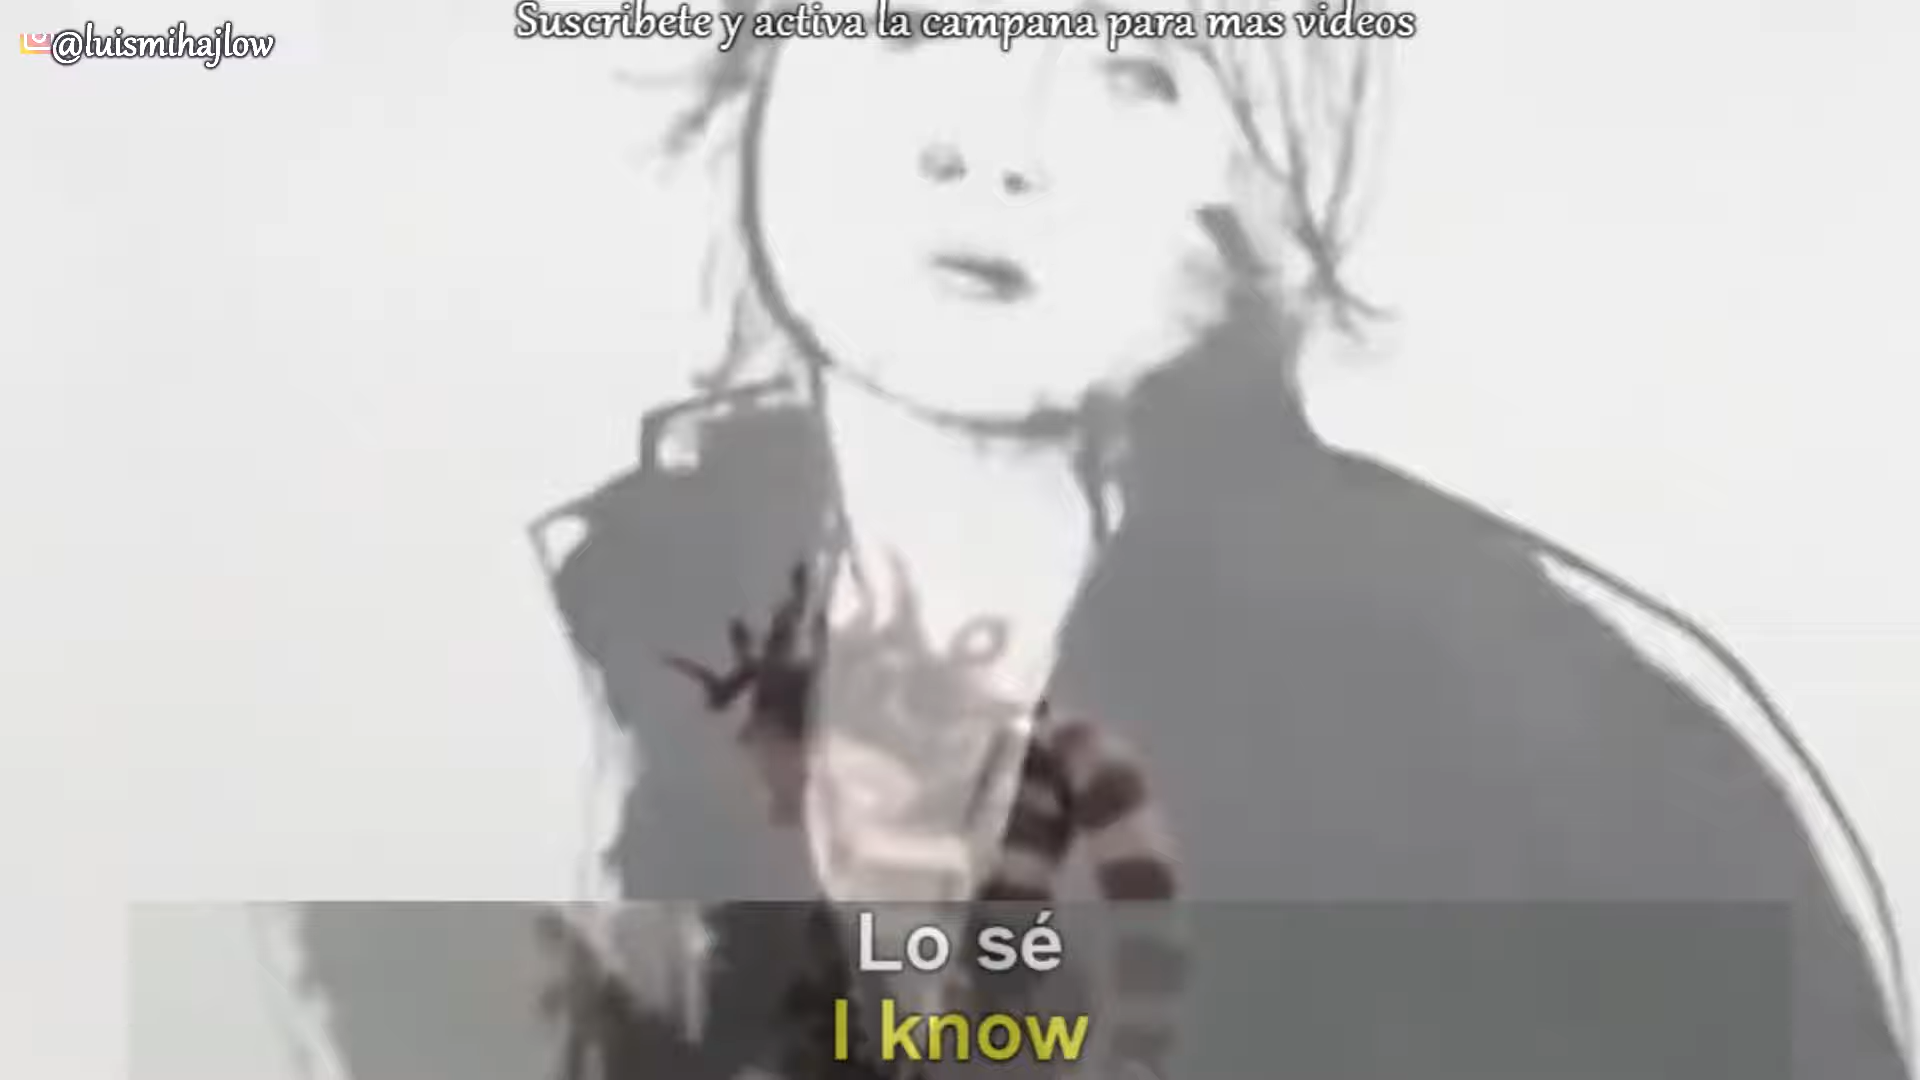 Suscribete y activa la campana para mas videos
@luismihajlow
Lo sé
I know